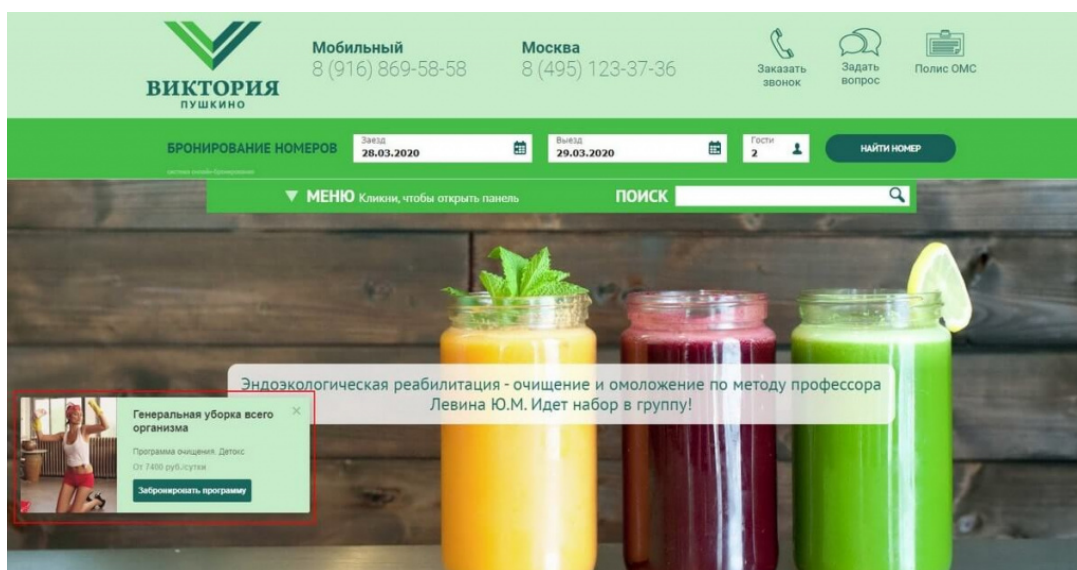 ВИКТОРИЯ
ПУШКИНО
Мобильный
8 (916) 869-58-58
Москва
8 (495) 123-37-36
Заказать
звонок
Задать
вопрос
Полис ОМС
БРОНИРОВАНИЕ НОМЕРОВ
система онлайн-бронирования
Заезд
28.03.2020
Выезд
29.03.2020
Гости
2
НАЙТИ НОМЕР
МЕНЮ Кликни, чтобы открыть панель
ПОИСК
Эндоэкологическая реабилитация - очищение и омоложение по методу профессора
Левина Ю.М. Идет набор в группу!
Генеральная уборка всего
организма
Программа очищения. Детокс
От 7400 руб./сутки
Забронировать программу